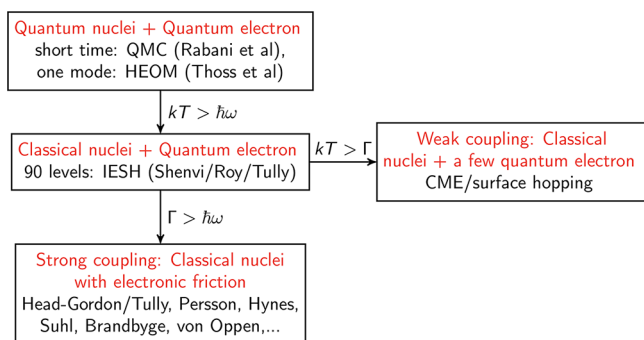 Quantum nuclei + Quantum electron
short time: QMC (Rabani et al),
one mode: HEOM (Thoss et al)
kT > ℏω
Classical nuclei + Quantum electron
90 levels: IESH (Shenvi/Roy/Tully)
kT > Γ
Weak coupling: Classical
nuclei + a few quantum electron
CME/surface hopping
Γ > ℏω
Strong coupling: Classical nuclei
with electronic friction
Head-Gordon/Tully, Persson, Hynes,
Suhl, Brandbyge, von Oppen,...